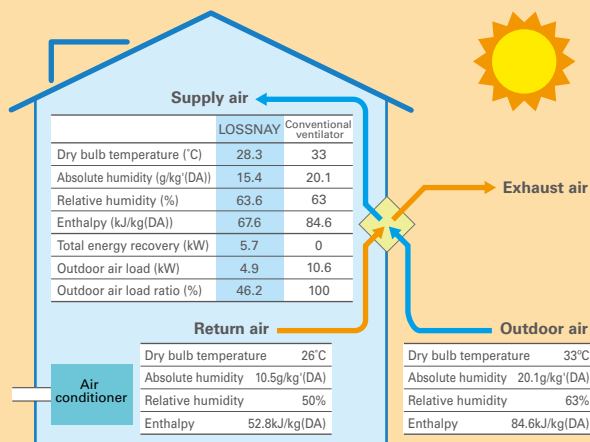 Supply air
LOSSNAY Conventional ventilator
Dry bulb temperature (˚C) 28.3 33
Absolute humidity (g/kg'(DA)) 15.4 20.1
Relative humidity (%) 63.6 63
Enthalpy (kJ/kg(DA)) 67.6 84.6
Total energy recovery (kW) 5.7 0
Outdoor air load (kW) 4.9 10.6
Outdoor air load ratio (%) 46.2 100
Exhaust air
Return air
Dry bulb temperature 26˚C
Absolute humidity 10.5g/kg'(DA)
Relative humidity 50%
Enthalpy 52.8kJ/kg(DA)
Air
conditioner
Outdoor air
Dry bulb temperature 33°C
Absolute humidity 20.1g/kg'(DA)
Relative humidity 63%
Enthalpy 84.6kJ/kg(DA)